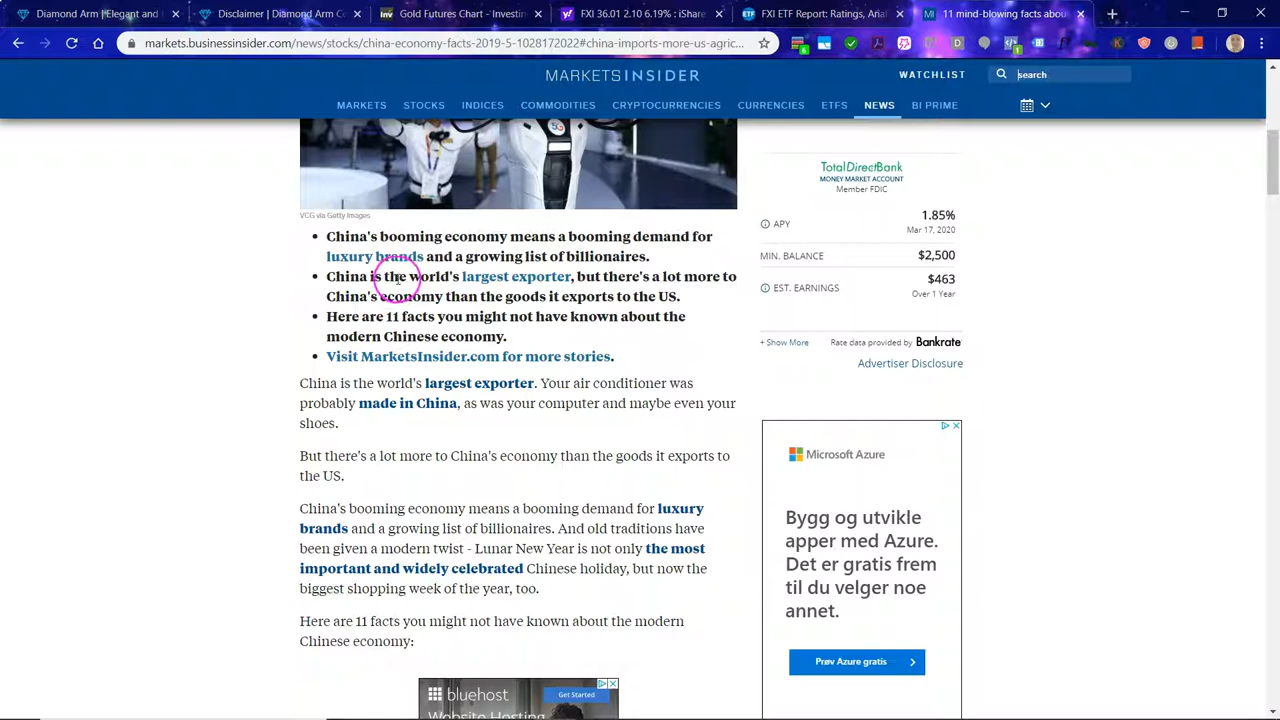 Diamond Arm | Elegant and
Disclaimer | Diamond Arm Co
Gold Futures Chart - Investin
FXI 36.01 2.10 6.19% : iShare
FXI ETF Report: Ratings, Anal
11 mind-blowing facts abou
markets.businessinsider.com/news/stocks/china-economy-facts-2019-5-1028172022#china-imports-more-us-agric...
MARKETS INSIDER
WATCHLIST
search
MARKETS STOCKS INDICES COMMODITIES CRYPTOCURRENCIES CURRENCIES ETFS NEWS BI PRIME
VCG via Getty Images
• China's booming economy means a booming demand for
luxury brands and a growing list of billionaires.
• China is the world's largest exporter, but there's a lot more to
China's economy than the goods it exports to the US.
• Here are 11 facts you might not have known about the
modern Chinese economy.
• Visit MarketsInsider.com for more stories.
China is the world's largest exporter. Your air conditioner was
probably made in China, as was your computer and maybe even your
shoes.
But there's a lot more to China's economy than the goods it exports to
the US.
China's booming economy means a booming demand for luxury
brands and a growing list of billionaires. And old traditions have
been given a modern twist - Lunar New Year is not only the most
important and widely celebrated Chinese holiday, but now the
biggest shopping week of the year, too.
Here are 11 facts you might not have known about the modern
Chinese economy:
bluehost
Get Started
Website Hosting
TotalDirectBank
MONEY MARKET ACCOUNT
Member FDIC
APY 1.85%
Mar 17, 2020
MIN. BALANCE $2,500
EST. EARNINGS $463
Over 1 Year
+ Show More Rate data provided by Bankrate
Advertiser Disclosure
Microsoft Azure
Bygg og utvikle
apper med Azure.
Det er gratis frem
til du velger noe
annet.
Prøv Azure gratis